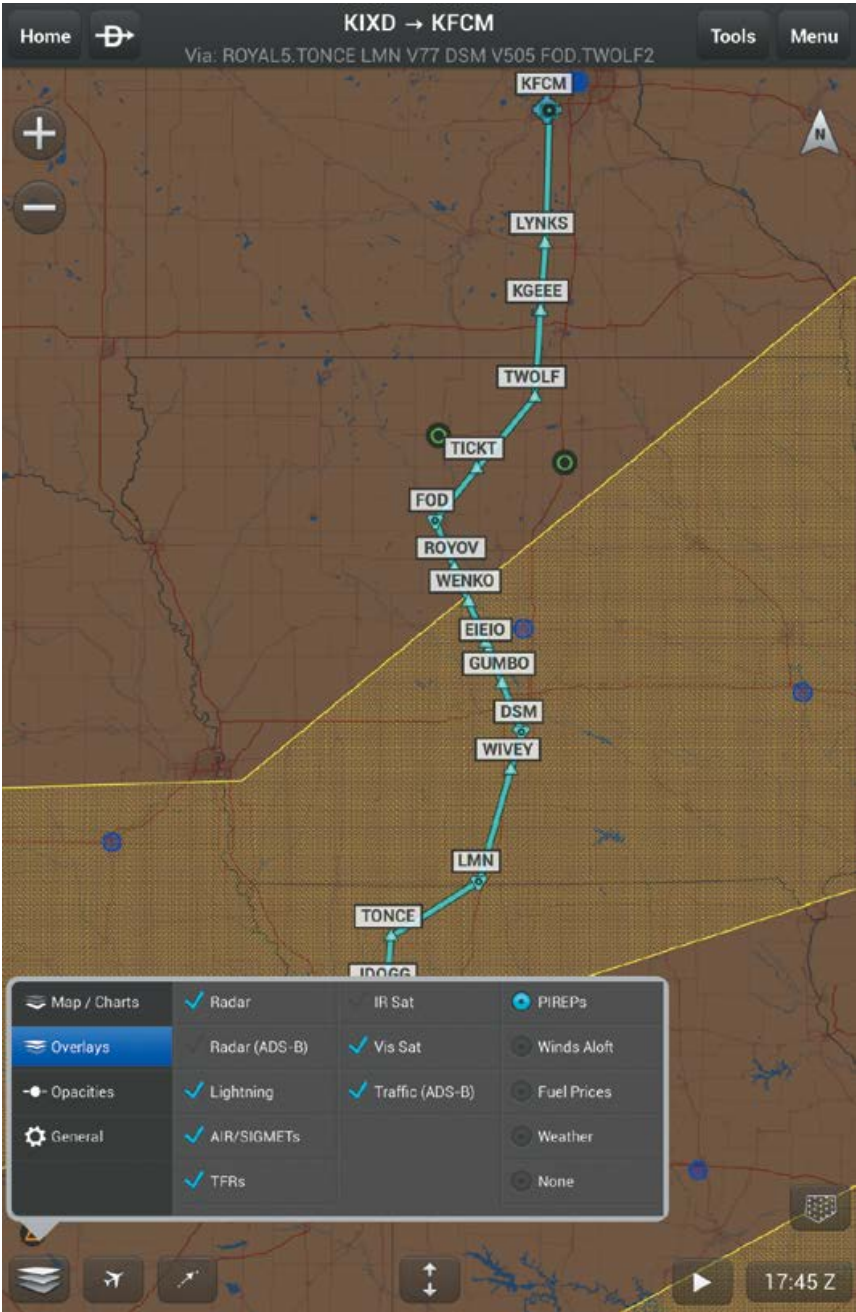 Home
KIXD → KFCM
Via: ROYAL5.TONCE LMN V77 DSM V505 FOD.TWOLF2
Tools
Menu
KFCM
N
LYNKS
KGEEE
TWOLF
TICKT
FOD
ROYOV
WENKO
EIEIO
GUMBO
DSM
WIVEY
LMN
TONCE
JDOGG
Map / Charts
Overlays
Opacities
General
Radar
Radar (ADS-B)
Lightning
AIR/SIGMETs
TFRs
IR Sat
Vis Sat
Traffic (ADS-B)
PIREPs
Winds Aloft
Fuel Prices
Weather
None
17:45 Z